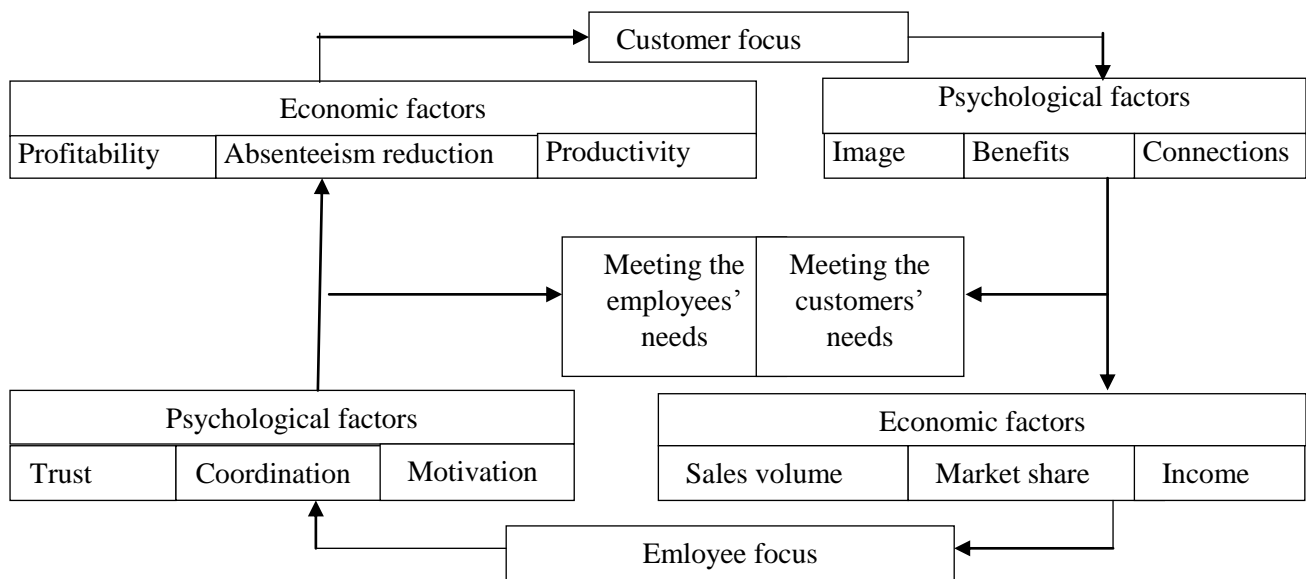 Customer focus
Economic factors
Profitability
Absenteeism reduction
Productivity
Psychological factors
Image
Benefits
Connections
Meeting the
employees’
needs
Meeting the
customers’
needs
Psychological factors
Trust
Coordination
Motivation
Economic factors
Sales volume
Market share
Income
Emloyee focus